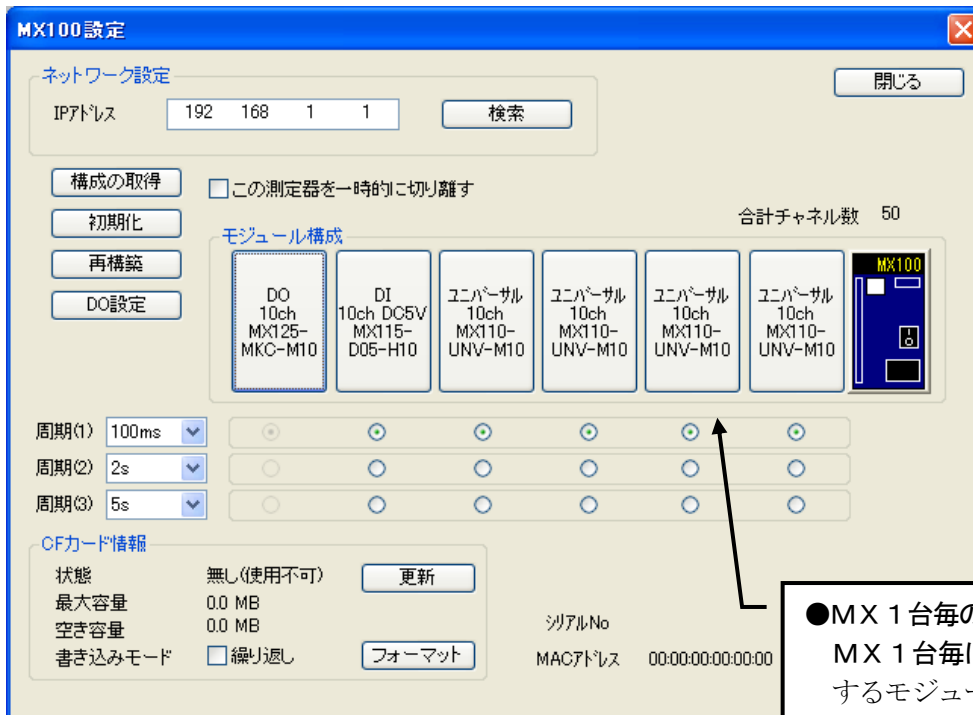 MX100設定
ネットワーク設定
IPアドレス 192 168 1 1 検索
閉じる
構成の取得
初期化
再構築
DO設定
この測定器を一時的に切り離す
合計チャネル数 50
モジュール構成
DO
10ch
MX125-
MKC-M10
DI
10ch DC5V
MX115-
D05-H10
ユニバーサル
10ch
MX110-
UNV-M10
ユニバーサル
10ch
MX110-
UNV-M10
ユニバーサル
10ch
MX110-
UNV-M10
ユニバーサル
10ch
MX110-
UNV-M10
MX100
周期(1) 100ms
周期(2) 2s
周期(3) 5s
CFカード情報
状態 無し(使用不可) 更新
最大容量 0.0 MB
空き容量 0.0 MB
書き込みモード 繰り返し フォーマット
シリアルNo
MACアドレス 00:00:00:00:00:00
●MX1台毎の
MX1台毎に
するモジュー